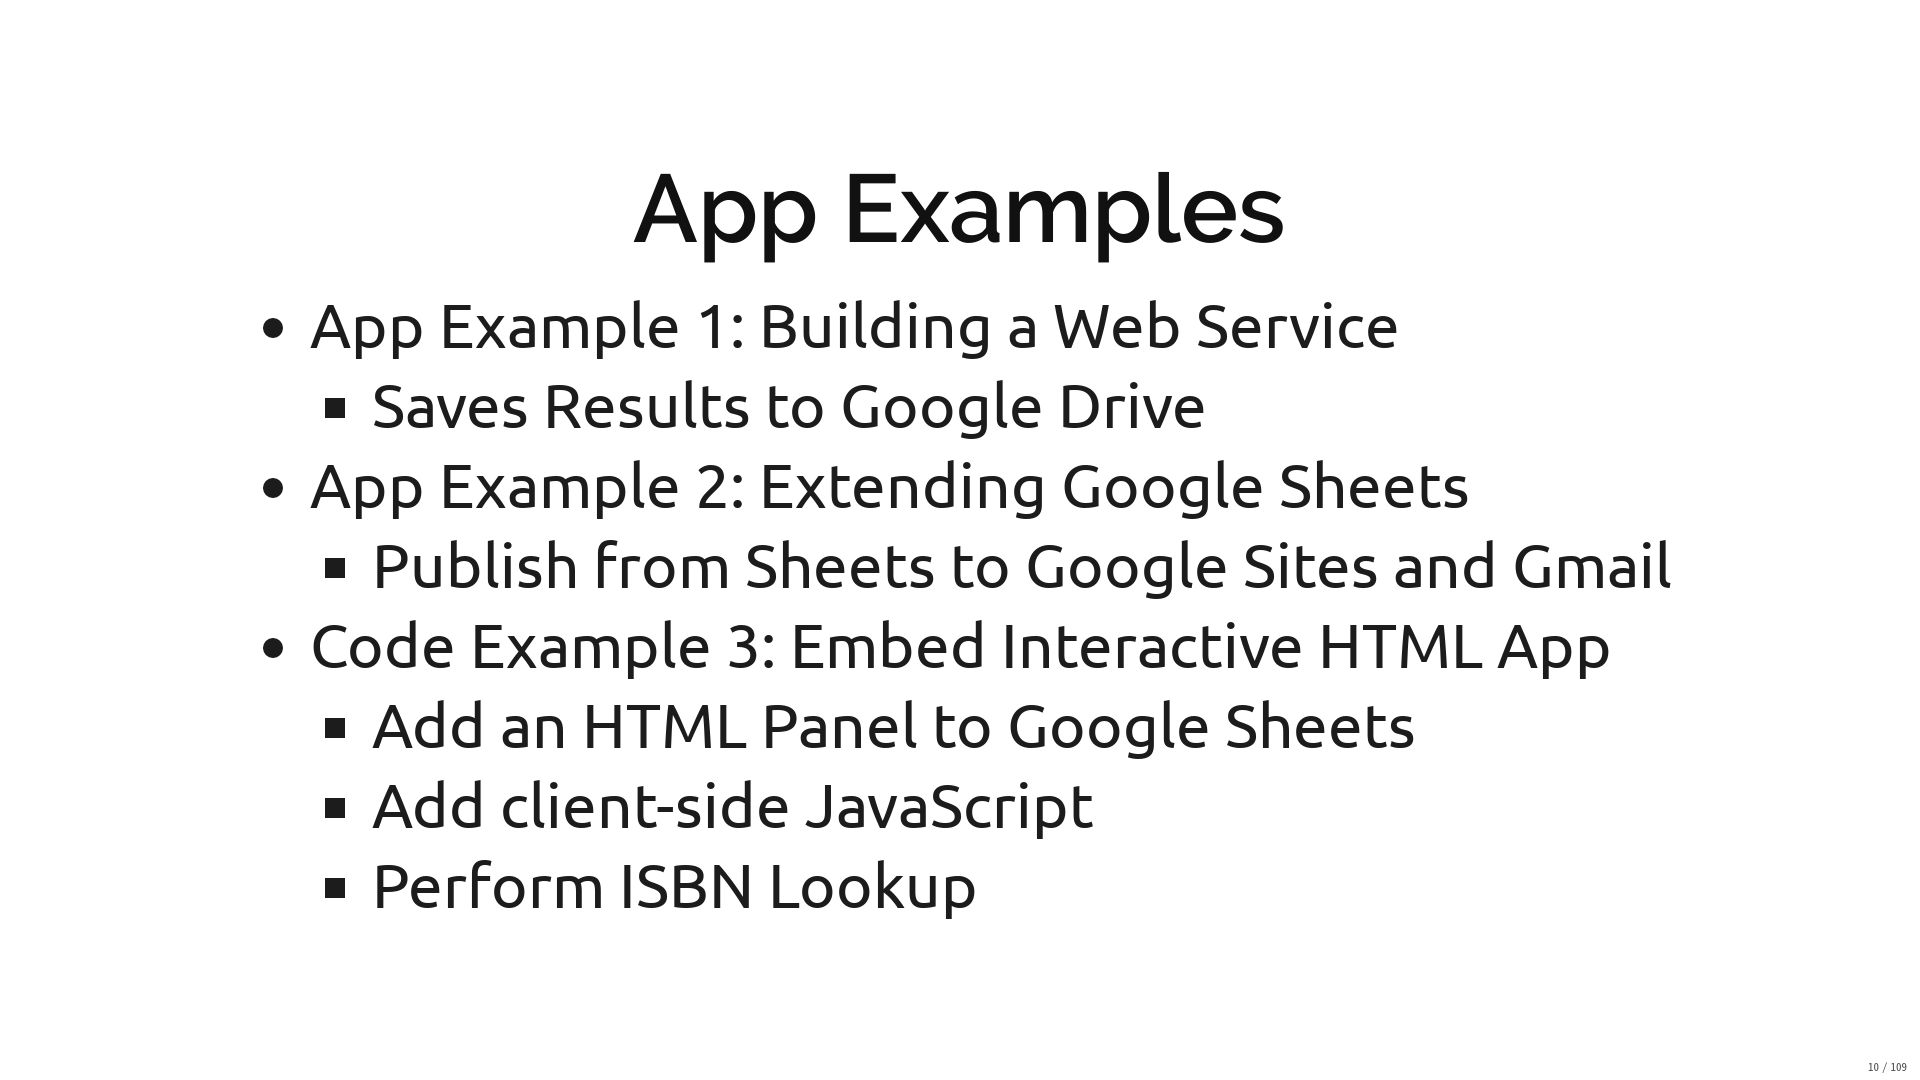 App Examples
App Example 1: Building a Web Service
Saves Results to Google Drive
App Example 2: Extending Google Sheets
Publish from Sheets to Google Sites and Gmail
Code Example 3: Embed Interactive HTML App
Add an HTML Panel to Google Sheets
Add client-side JavaScript
Perform ISBN Lookup
10 / 109